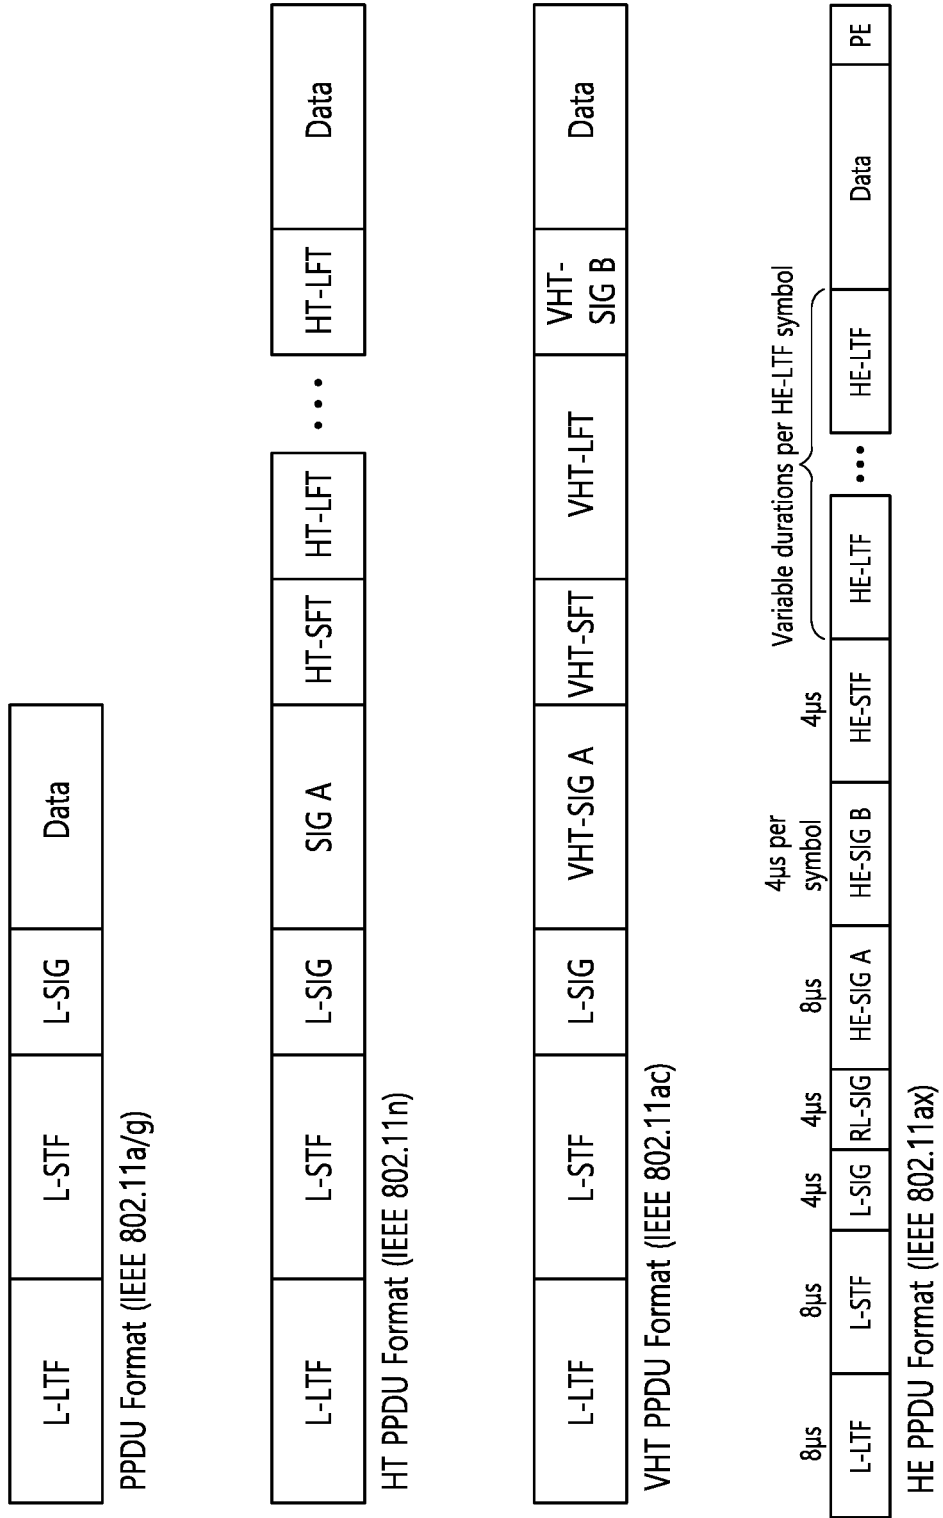 L-LTF
L-STF
L-SIG
Data
PPDU Format (IEEE 802.11a/g)
L-LTF
L-STF
L-SIG
SIG A
HT-SFT
HT-LFT
•••
HT-LFT
Data
HT PPDU Format (IEEE 802.11n)
L-LTF
L-STF
L-SIG
VHT-SIG A
VHT-SFT
VHT-LFT
VHT-
SIG B
Data
VHT PPDU Format (IEEE 802.11ac)
Variable durations per HE-LTF symbol
8μs
8μs
4μs
4μs
8μs
4μs per
symbol
4μs
L-LTF
L-STF
L-SIG
RL-SIG
HE-SIG A
HE-SIG B
HE-STF
HE-LTF
•••
HE-LTF
Data
PE
HE PPDU Format (IEEE 802.11ax)